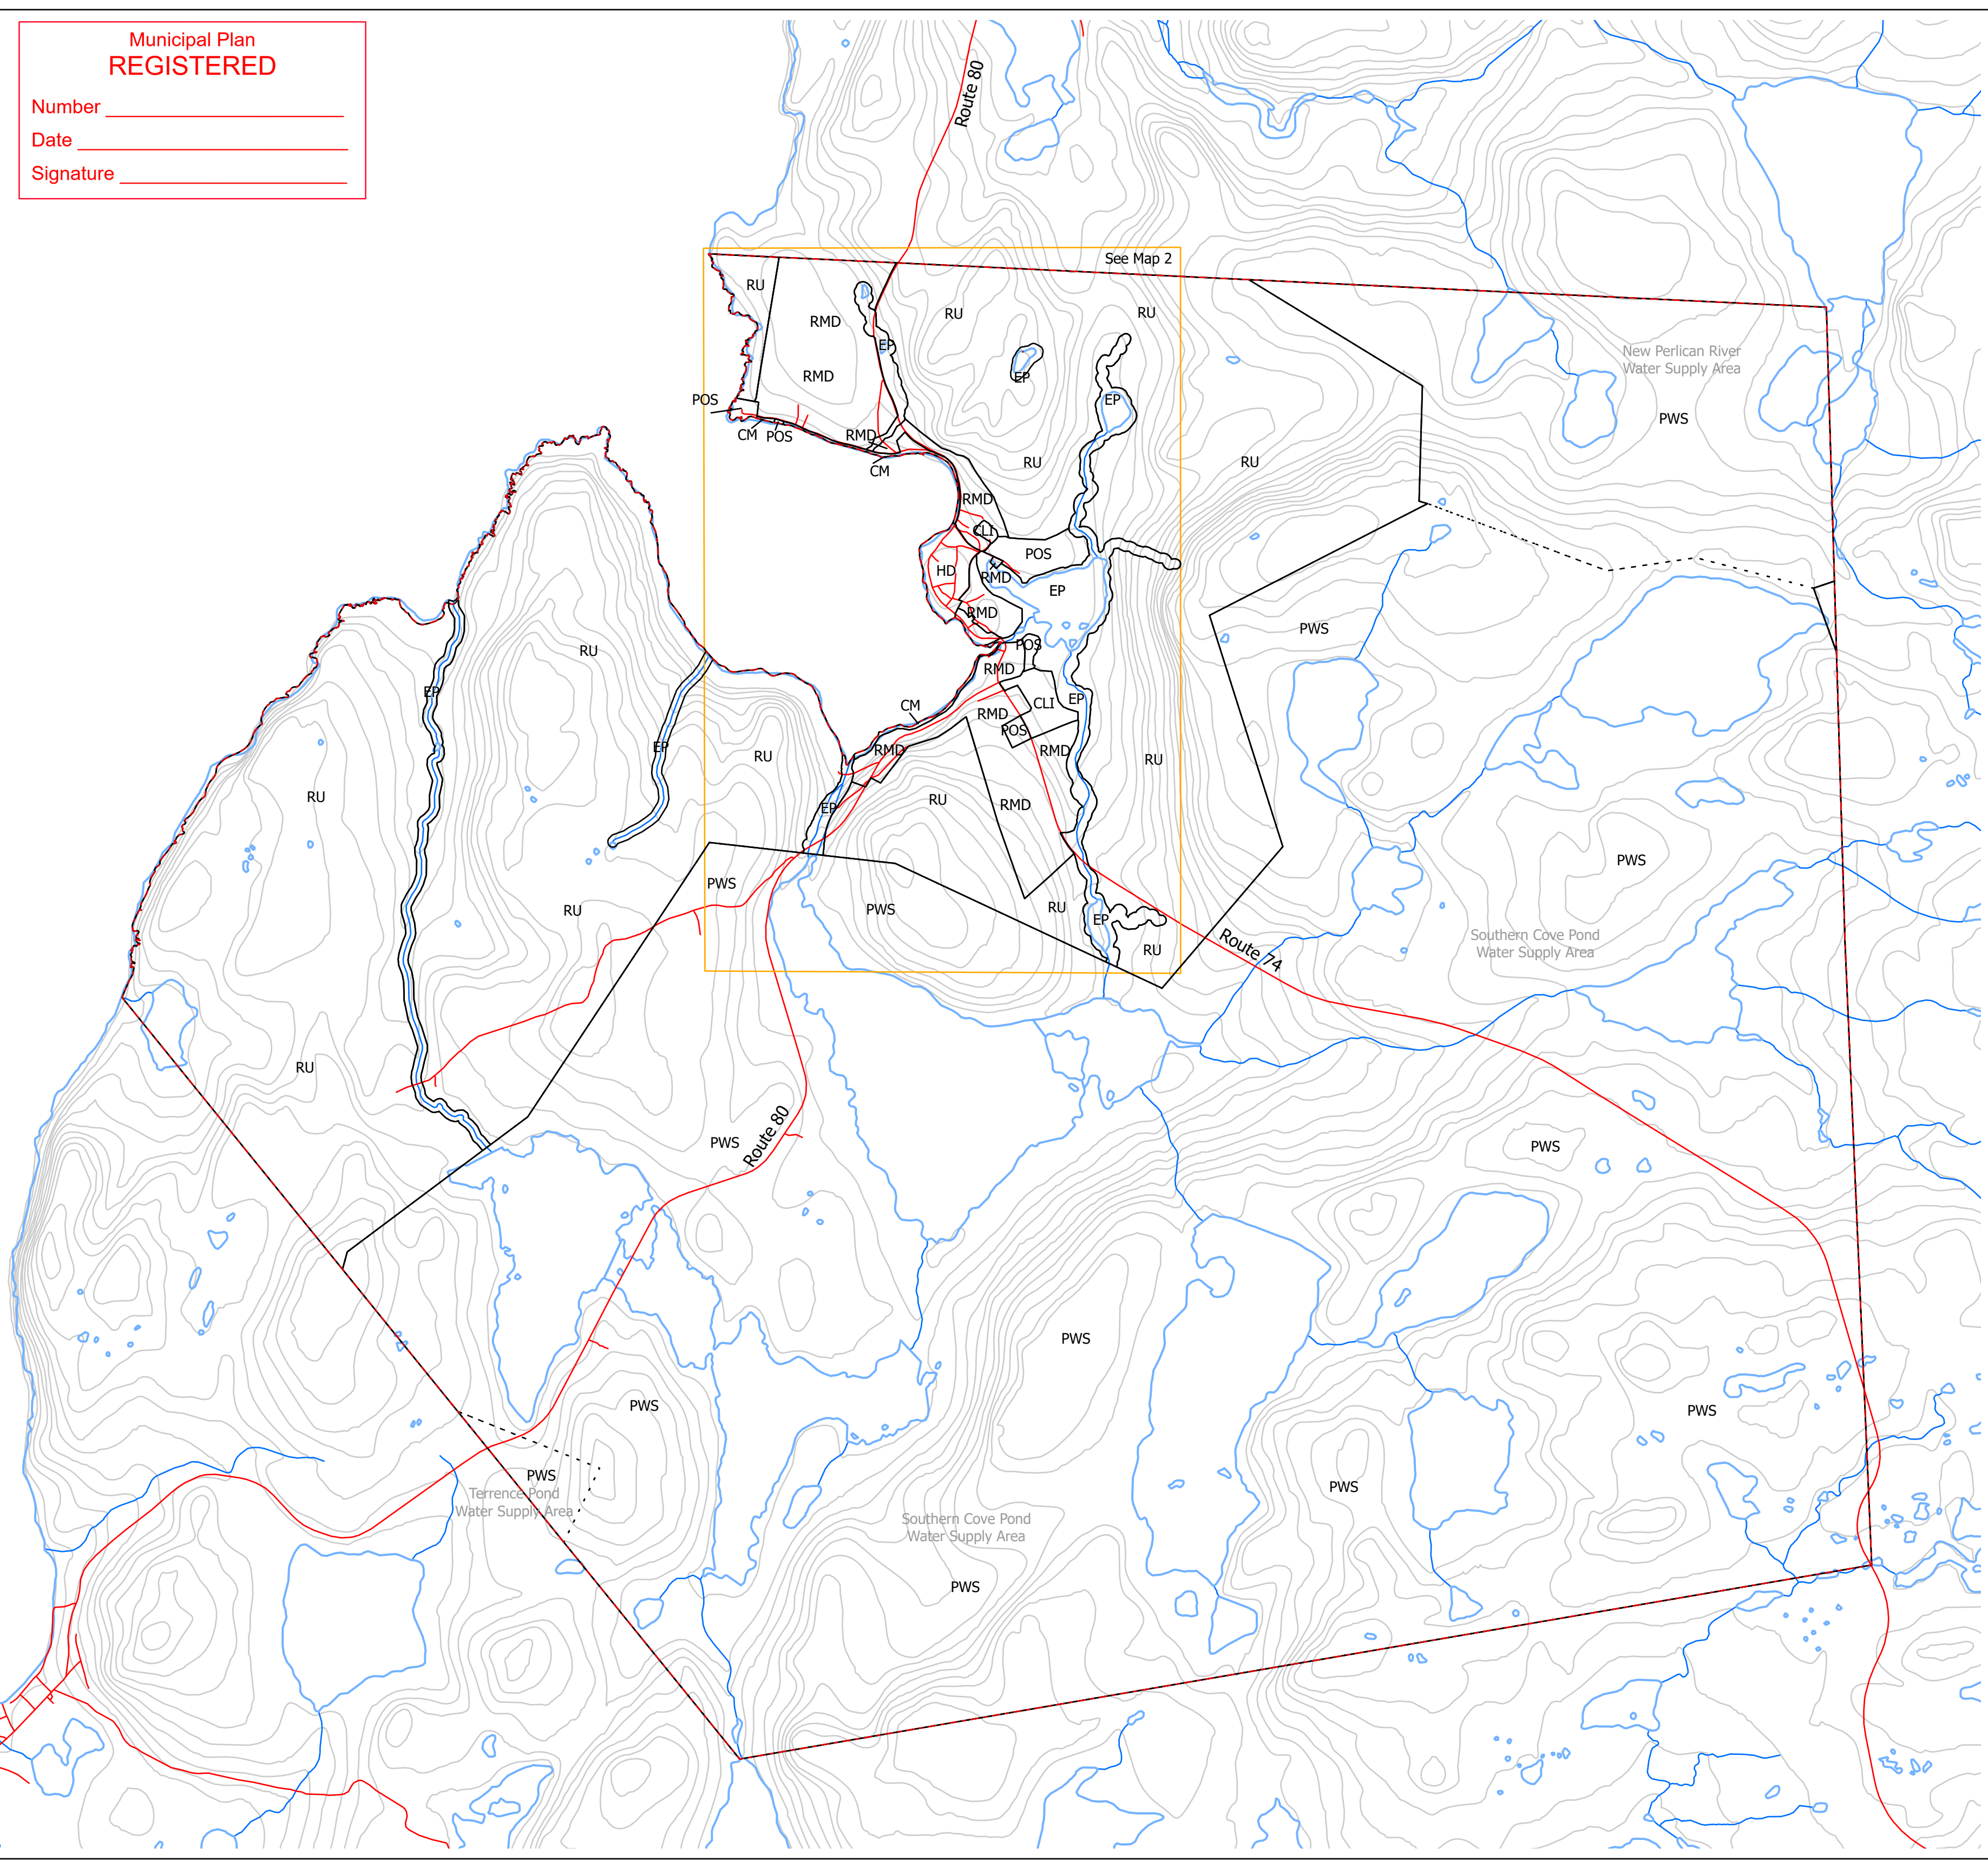 Municipal Plan
REGISTERED
Number
Date
Signature
Route 80
See Map 2
RU
RMD
RU
RU
EP
New Perlican River
Water Supply Area
RMD
EP
EP
POS
PWS
CM
POS
RMD
CM
RU
RU
RMD
CLI
POS
HD
RMD
EP
RMD
PWS
POS
RU
RMD
EP
EP
CLI
CM
RMD
POS
EP
RMD
RMD
RU
RU
RU
RU
RMD
EP
PWS
PWS
RU
PWS
RU
EP
RU
Route 74
Southern Cove Pond
Water Supply Area
RU
PWS
Route 80
PWS
PWS
PWS
PWS
PWS
Terrence Pond
Water Supply Area
PWS
Southern Cove Pond
Water Supply Area
PWS